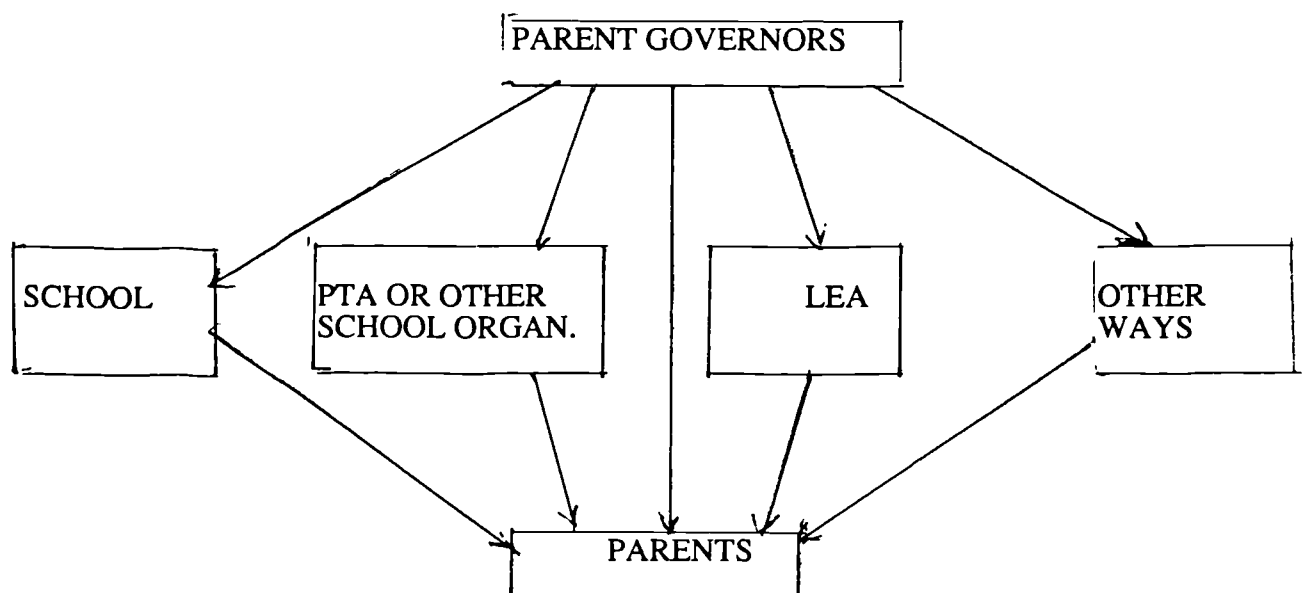 PARENT GOVERNORS
SCHOOL
PTA OR OTHER
SCHOOL ORGAN.
LEA
OTHER
WAYS
PARENTS